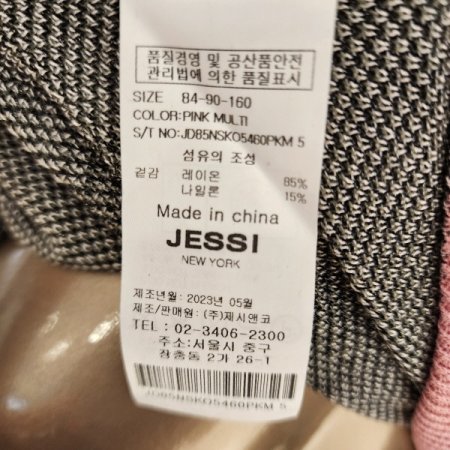 품질경영 및 공산품안전
관리법에 의한 품질표시
SIZE 84-90-160
COLOR:PINK MULTI
S/T NO:JD85NSKO5460PKM 5
섬유의 조성
겉감 레이온 85%
나일론 15%
Made in china
JESSI
NEW YORK
제조년월: 2023년 05월
제조/판매원: (주)제시앤코
TEL : 02-3406-2300
주소:서울시 중구
장충동 2가 26-1
JD85NSKO5460PKM 5